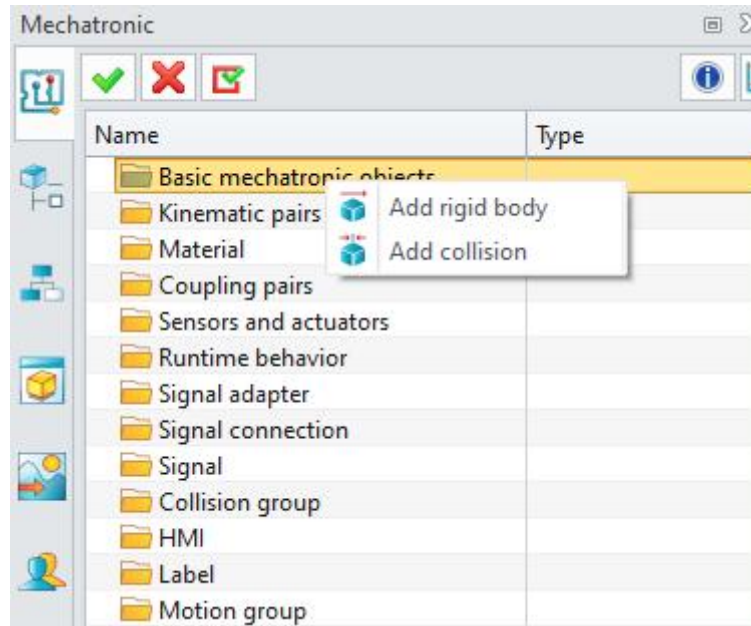 Mechatronic
Name Type
Basic mechatronic objects
Add rigid body
Kinematic pairs
Add collision
Material
Coupling pairs
Sensors and actuators
Runtime behavior
Signal adapter
Signal connection
Signal
Collision group
HMI
Label
Motion group